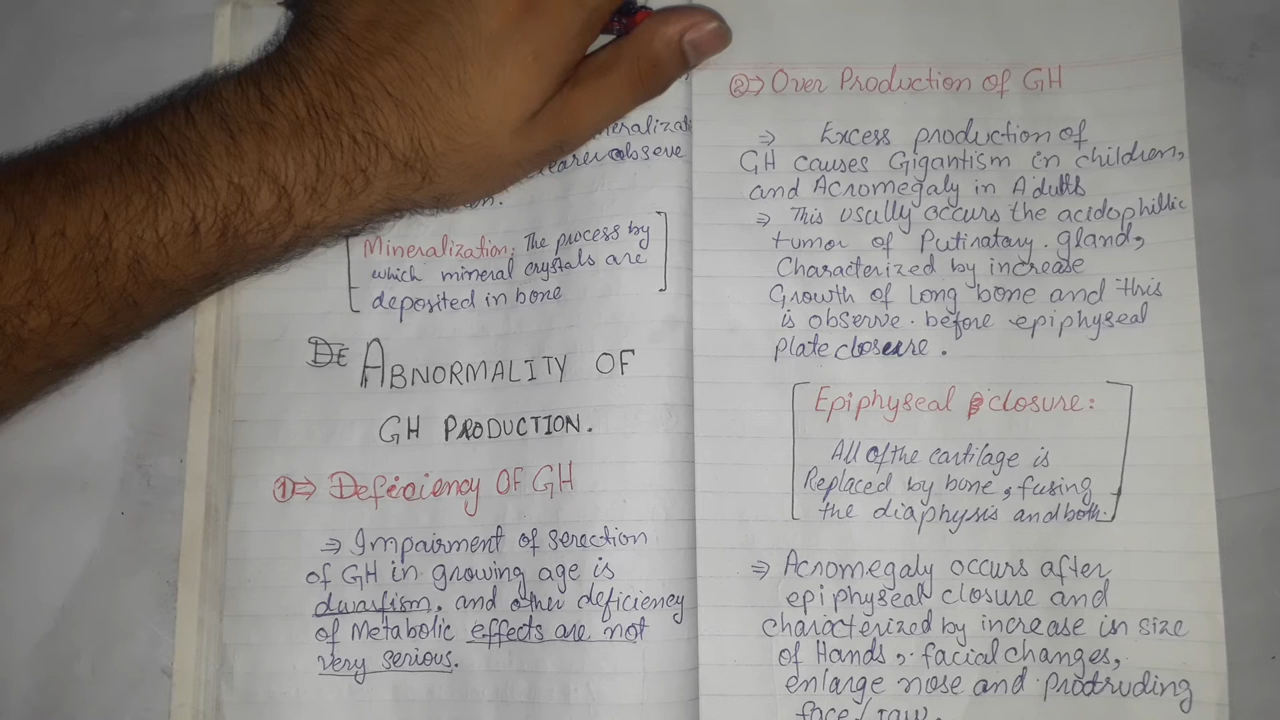 observe
Mineralization: The process by
which mineral crystals are
deposited in bone
ABNORMALITY OF
GH PRODUCTION.
1⇒ Deficiency OF GH
⇒ Impairment of serection
of GH in growing age is
dwarfism. and other deficiency
of Metabolic effects are not
very serious.
2⇒ Over Production of GH
⇒ Excess production of
GH causes Gigantism in children,
and Acromegaly in Adults
⇒ This usally occurs the acidophillic
tumor of Putiratary. gland,
Characterized by increase
Growth of Long bone and this
is observe. before epiphyseal
plate closure.
Epiphyseal closure:
All of the cartilage is
Replaced by bone, fusing
the diaphysis and both.
⇒ Acromegaly occurs after
epiphyseal closure and
characterized by increase in size
of Hands, facial changes,
enlarge nose and protruding
face/Jaw.